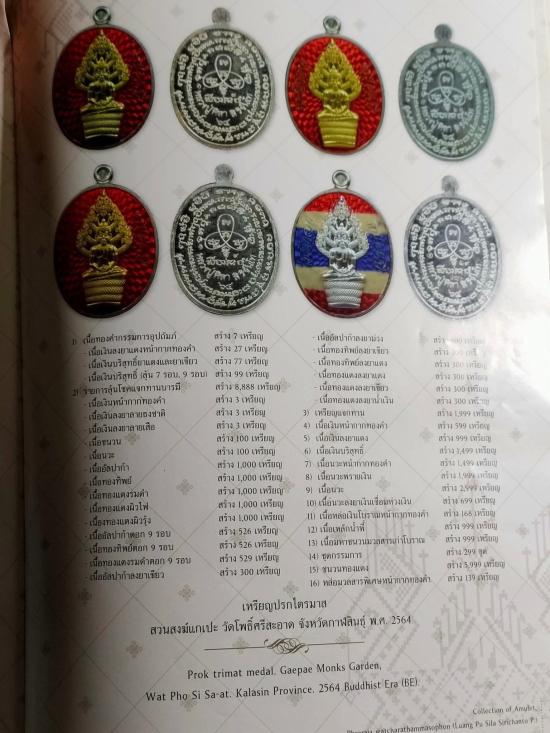 1) เนื้อทองคำกรรมการอุปถัมภ์ สร้าง 7 เหรียญ
- เนื้อเงินลงยาแดงหน้ากากทองคำ สร้าง 27 เหรียญ
- เนื้อเงินบริสุทธิ์ยาแดงและยาเขียว สร้าง 77 เหรียญ
- เนื้อเงินบริสุทธิ์ (ลุ้น 7 รอบ, 9 รอบ) สร้าง 99 เหรียญ
2) รายการลุ้นโชคแจกทานบารมี สร้าง 8,888 เหรียญ
- เนื้อเงินหน้ากากทองคำ สร้าง 3 เหรียญ
- เนื้อเงินลงยาลายธงชาติ สร้าง 3 เหรียญ
- เนื้อเงินลงยาลายเสือ สร้าง 3 เหรียญ
- เนื้อชนวน สร้าง 100 เหรียญ
- เนื้อนวะ สร้าง 100 เหรียญ
- เนื้ออัลปาก้า สร้าง 1,000 เหรียญ
- เนื้อทองทิพย์ สร้าง 1,000 เหรียญ
- เนื้อทองแดงรมดำ สร้าง 1,000 เหรียญ
- เนื้อทองแดงผิวไฟ สร้าง 1,000 เหรียญ
- เนื้อทองแดงผิวรุ้ง สร้าง 1,000 เหรียญ
- เนื้ออัลปาก้าตอก 9 รอบ สร้าง 526 เหรียญ
- เนื้อทองทิพย์ตอก 9 รอบ สร้าง 526 เหรียญ
- เนื้อทองแดงรมดำตอก 9 รอบ สร้าง 529 เหรียญ
- เนื้ออัลปาก้าลงยาเขียว สร้าง 300 เหรียญ
- เนื้ออัลปาก้าลงยาม่วง สร้าง 300 เหรียญ
- เนื้อทองทิพย์ลงยาเขียว สร้าง 300 เหรียญ
- เนื้อทองทิพย์ลงยาแดง สร้าง 300 เหรียญ
- เนื้อทองแดงลงยาแดง สร้าง 300 เหรียญ
- เนื้อทองแดงลงยาเขียว สร้าง 300 เหรียญ
- เนื้อทองแดงลงยาน้ำเงิน สร้าง 300 เหรียญ
3) เหรียญแจกทาน สร้าง 1,999 เหรียญ
4) เนื้อเงินหน้ากากทองคำ สร้าง 599 เหรียญ
5) เนื้อเงินลงยาแดง สร้าง 999 เหรียญ
6) เนื้อเงินบริสุทธิ์ สร้าง 1,499 เหรียญ
7) เนื้อนวะหน้ากากทองคำ สร้าง 1,499 เหรียญ
8) เนื้อนวะพรายเงิน สร้าง 1,999 เหรียญ
9) เนื้อนวะ สร้าง 2,999 เหรียญ
10) เนื้อนวะลงยาเชื่อมห่วงเงิน สร้าง 699 เหรียญ
11) เนื้อหล่อเงินโบราณหน้ากากทองคำ สร้าง 168 เหรียญ
12) เนื้อเหล็กน้ำพี้ สร้าง 999 เหรียญ
13) เนื้อมหาชนวนมวลสารเก่าโบราณ สร้าง 999 เหรียญ
14) ชุดกรรมการ สร้าง 299 ชุด
15) ชนวนทองแดง สร้าง 5,999 เหรียญ
16) หล่อมวลสารพิเศษหน้ากากทองคำ สร้าง 139 เหรียญ
เหรียญปรกไตรมาส
สวนสงฆ์แกเปะ วัดโพธิ์ศรีสะอาด จังหวัดกาฬสินธุ์ พ.ศ. 2564
Prok trimat medal. Gaepae Monks Garden,
Wat Pho Si Sa-at. Kalasin Province. 2564 Buddhist Era (BE).
Collection of Amulet,
watcharathammasophon (Luang Pu Sila Sirichanto P.)